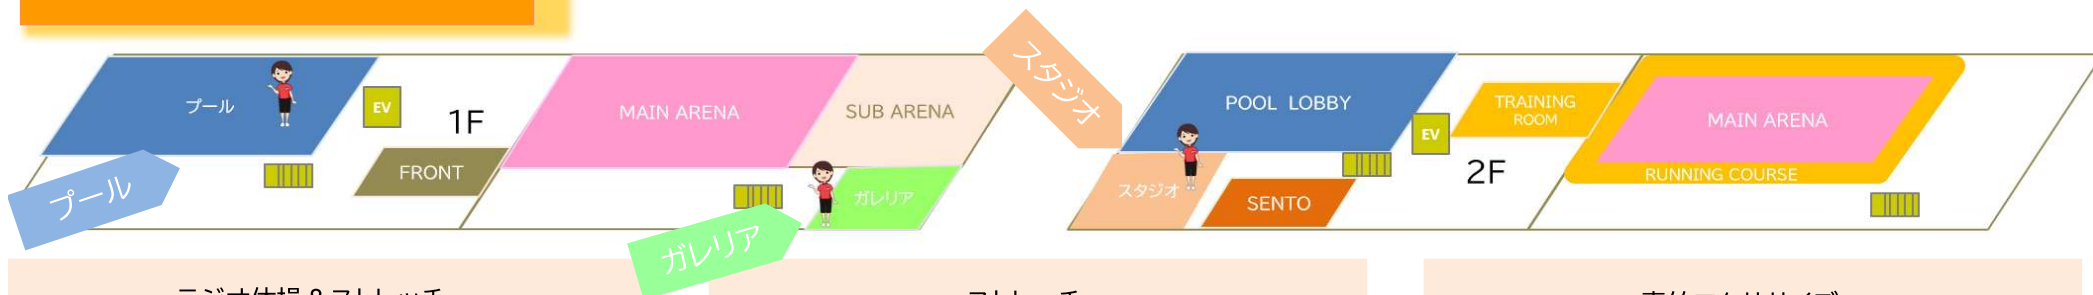 プール
EV
1F
FRONT
MAIN ARENA
SUB ARENA
ガレリア
プール
ガレリア
スタジオ
POOL LOBBY
EV
TRAINING
ROOM
MAIN ARENA
RUNNING COURSE
2F
スタジオ
SENTO